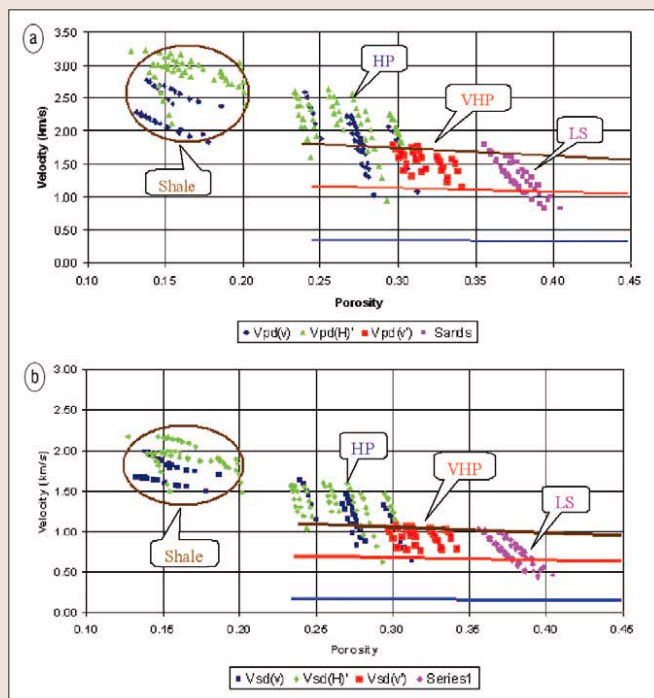 a
3.50
3.00
2.50
2.00
1.50
1.00
0.50
0.00
Velocity (km/s)
HP
VHP
LS
Shale
0.10 0.15 0.20 0.25 0.30 0.35 0.40 0.45
Porosity
Vpd(v) Vpd(H)' Vpd(v') Sands
b
3.00
2.50
2.00
1.50
1.00
0.50
0.00
Velocity (km/s)
HP
VHP
LS
Shale
0.10 0.15 0.20 0.25 0.30 0.35 0.40 0.45
Porosity
Vsd(v) Vsd(H)' Vsd(v') Series1